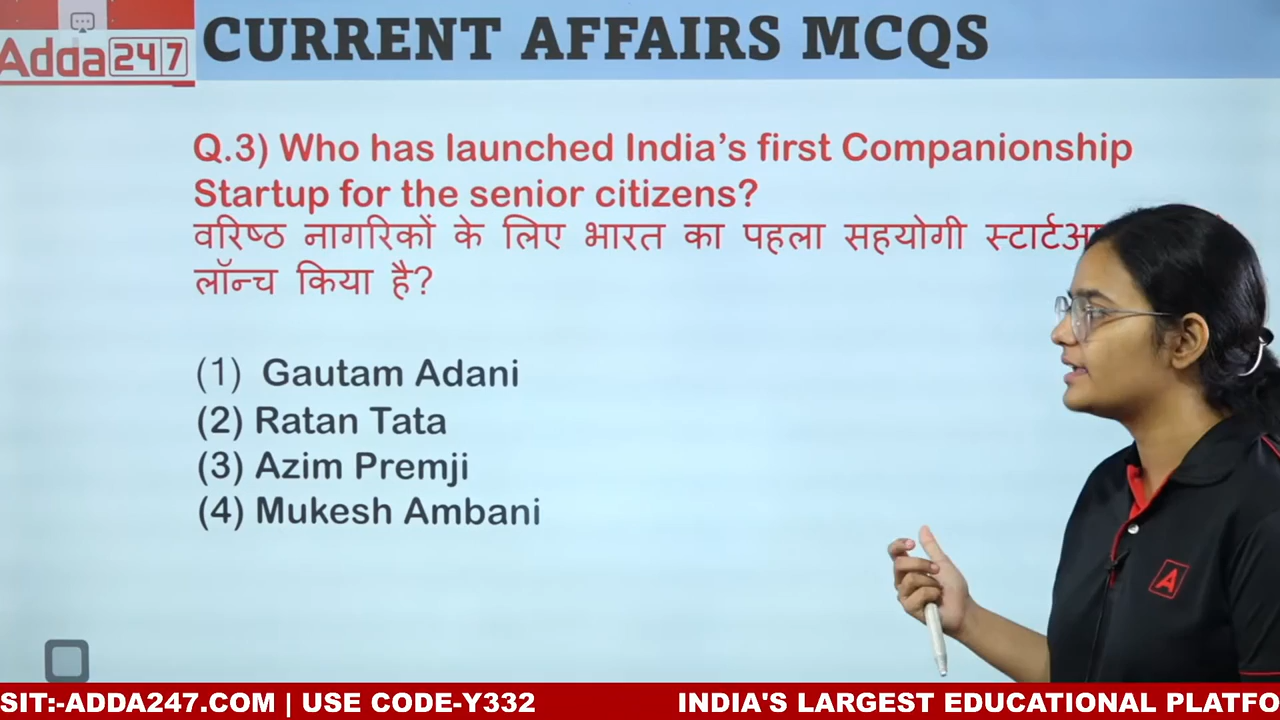 Adda 247
CURRENT AFFAIRS MCQS
Q.3) Who has launched India's first Companionship
Startup for the senior citizens?
वरिष्ठ नागरिकों के लिए भारत का पहला सहयोगी
लॉन्च किया है?
(1) Gautam Adani
(2) Ratan Tata
(3) Azim Premji
(4) Mukesh Ambani
A
SIT:-ADDA247.COM | USE CODE-Y332 INDIA'S LARGEST EDUCATIONAL PLATFO